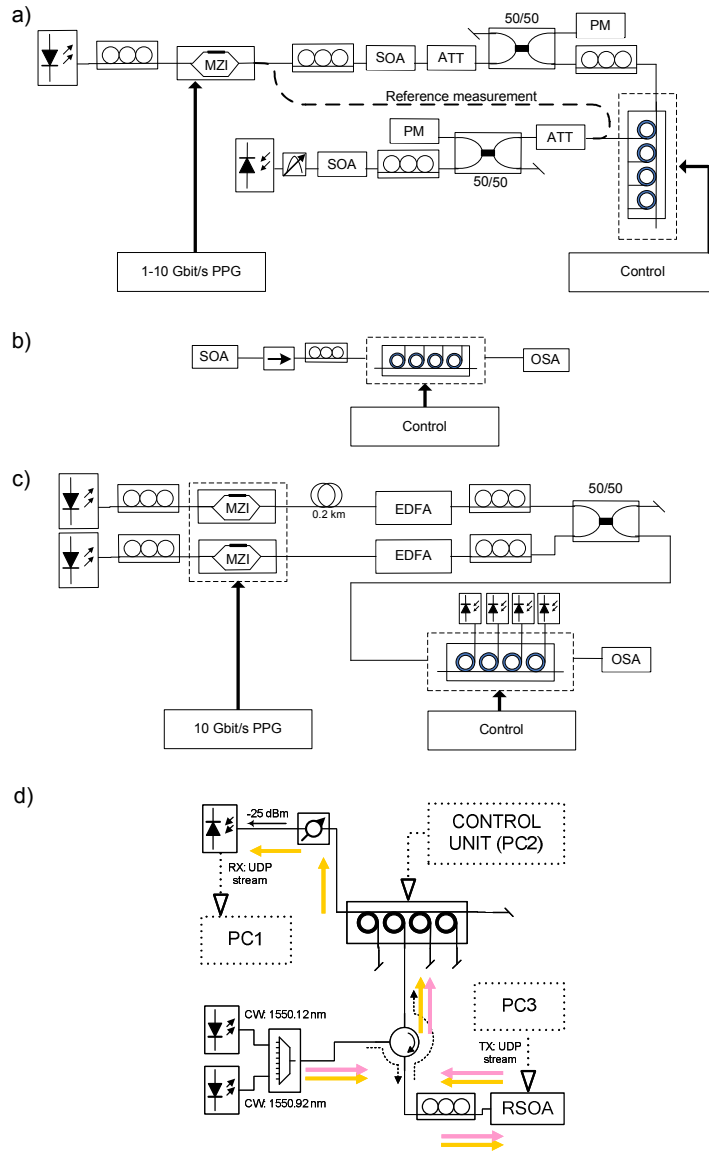 a)
50/50
PM
MZI
SOA
ATT
Reference measurement
PM
ATT
SOA
50/50
1-10 Gbit/s PPG
Control
b)
SOA
OSA
Control
c)
50/50
MZI
0.2 km
EDFA
MZI
EDFA
OSA
10 Gbit/s PPG
Control
d)
-25 dBm
CONTROL
UNIT (PC2)
RX: UDP
stream
PC1
PC3
CW: 1550.12 nm
TX: UDP
stream
CW: 1550.92 nm
RSOA